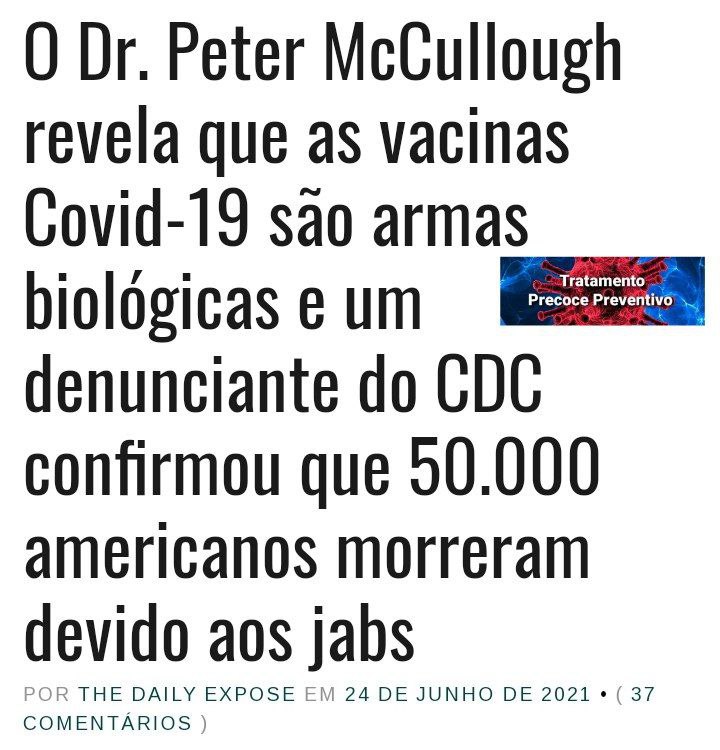 O Dr. Peter McCullough
revela que as vacinas
Covid-19 são armas
biológicas e um
Tratamento
Precoce Preventivo
denunciante do CDC
confirmou que 50.000
americanos morreram
devido aos jabs
POR THE DAILY EXPOSE EM 24 DE JUNHO DE 2021 • ( 37
COMENTÁRIOS )